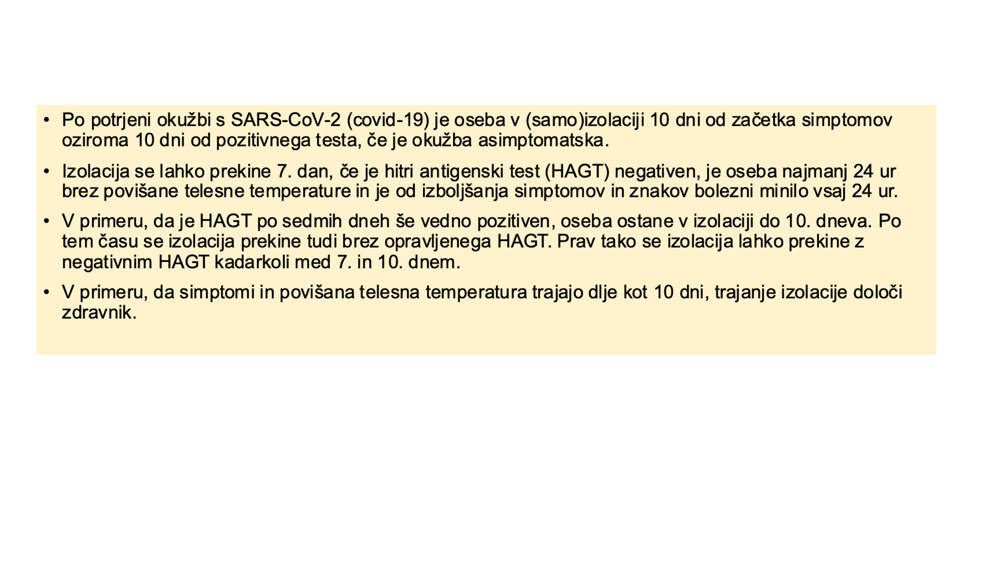 • Po potrjeni okužbi s SARS-CoV-2 (covid-19) je oseba v (samo)izolaciji 10 dni od začetka simptomov
oziroma 10 dni od pozitivnega testa, če je okužba asimptomatska.
• Izolacija se lahko prekine 7. dan, če je hitri antigenski test (HAGT) negativen, je oseba najmanj 24 ur
brez povišane telesne temperature in je od izboljšanja simptomov in znakov bolezni minilo vsaj 24 ur.
• V primeru, da je HAGT po sedmih dneh še vedno pozitiven, oseba ostane v izolaciji do 10. dneva. Po
tem času se izolacija prekine tudi brez opravljenega HAGT. Prav tako se izolacija lahko prekine z
negativnim HAGT kadarkoli med 7. in 10. dnem.
• V primeru, da simptomi in povišana telesna temperatura trajajo dlje kot 10 dni, trajanje izolacije določi
zdravnik.